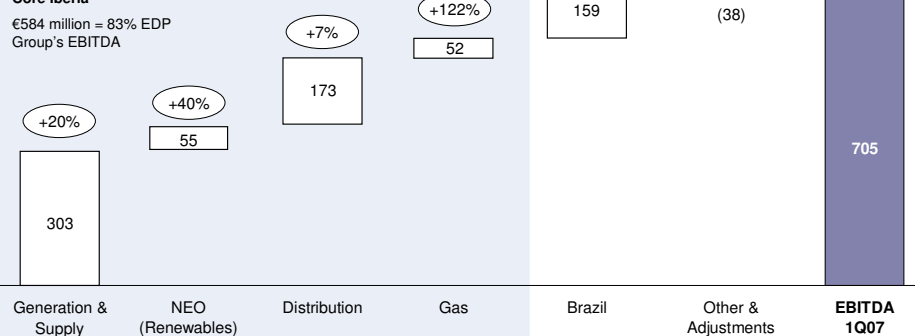 Core Iberia
€584 million = 83% EDP
Group's EBITDA
+122%
159
(38)
+7%
52
173
+40%
+20%
55
705
303
Generation &
Supply
NEO
(Renewables)
Distribution
Gas
Brazil
Other &
Adjustments
EBITDA
1Q07